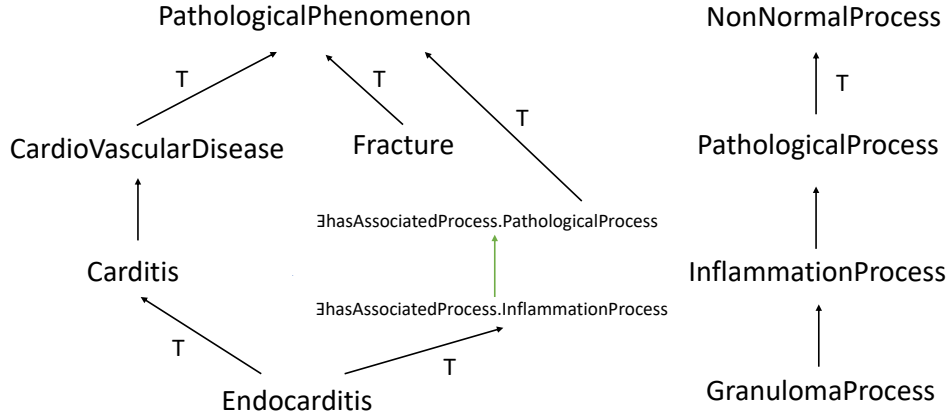 PathologicalPhenomenon
NonNormalProcess
T
T
T
T
CardioVascularDisease
Fracture
PathologicalProcess
∃hasAssociatedProcess.PathologicalProcess
Carditis
InflammationProcess
∃hasAssociatedProcess.InflammationProcess
T
T
Endocarditis
GranulomaProcess